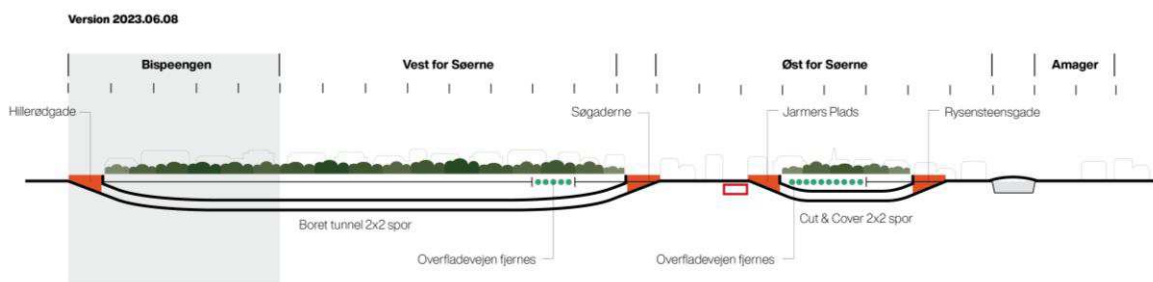 Version 2023.06.08
Bispeengen
Vest for Søerne
Øst for Søerne
Amager
Hillerødgade
Søgaderne
Jarmers Plads
Rysensteensgade
Boret tunnel 2x2 spor
Cut & Cover 2x2 spor
Overfladevejen fjernes
Overfladevejen fjernes